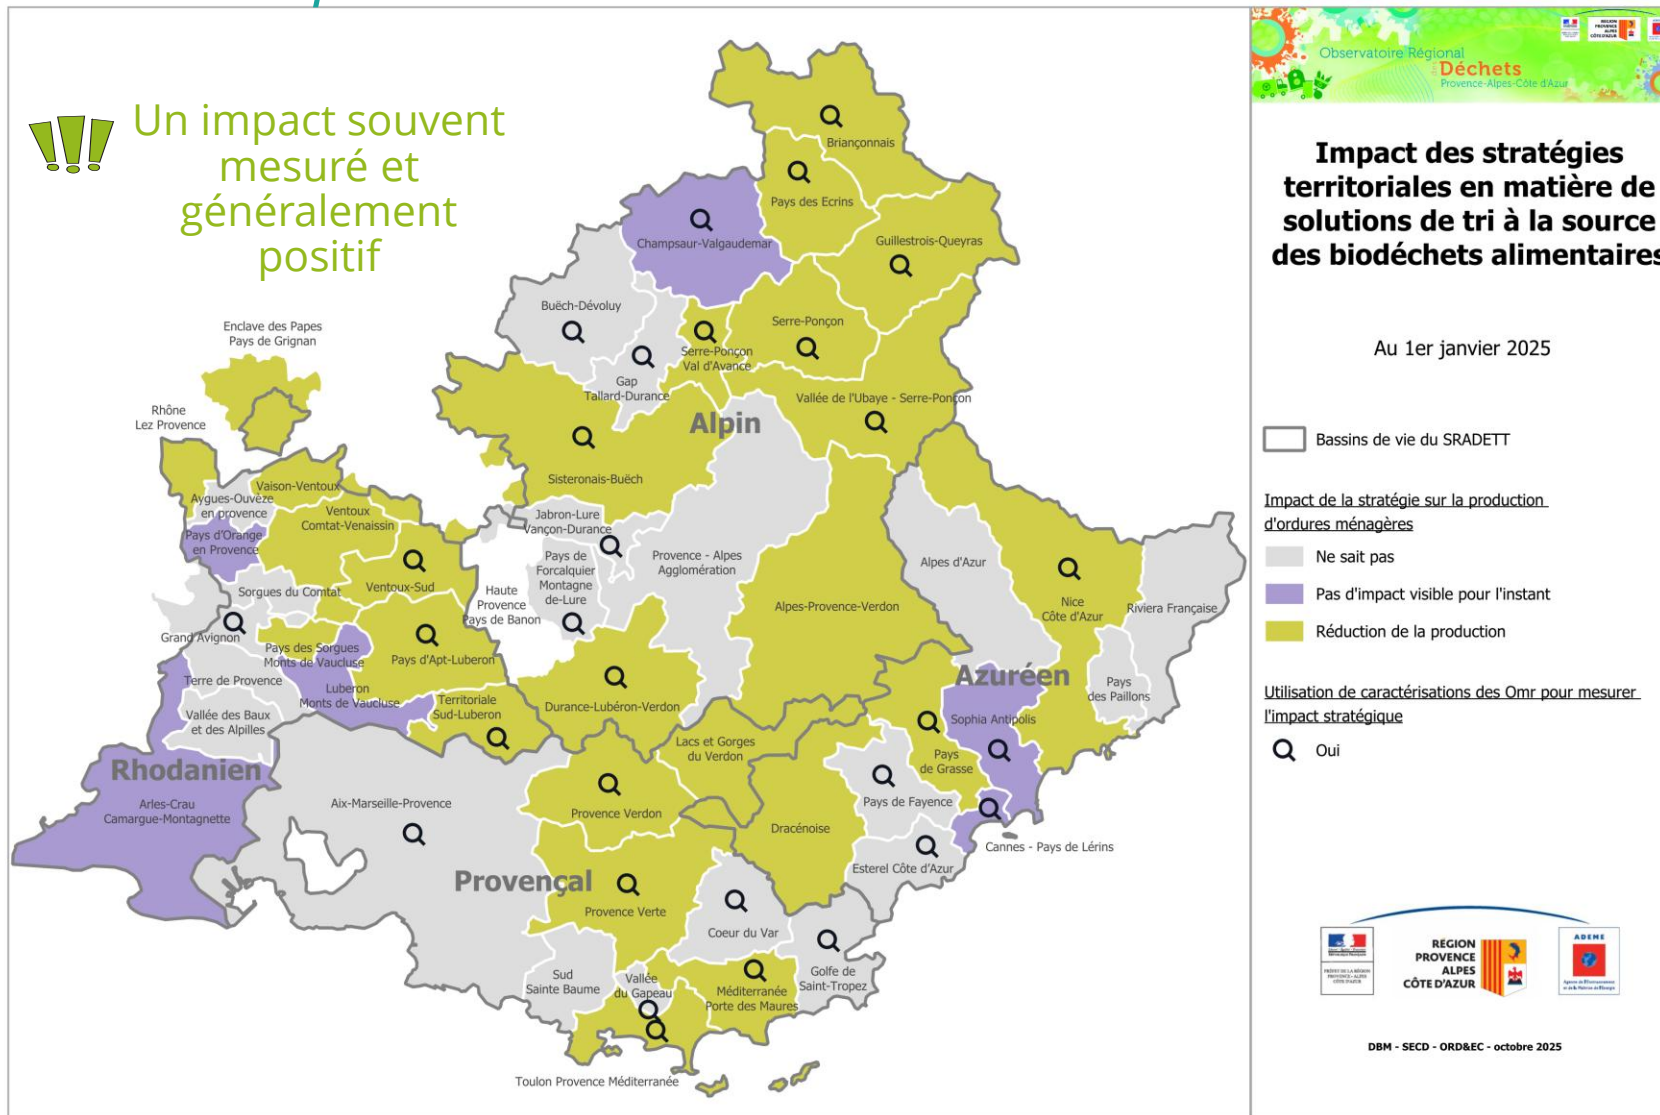 Un impact souvent
mesuré et
généralement
positif
Briançonnais
Pays des Ecrins
Champsaur-Valgaudemar
Guillestrois-Queyras
Buëch-Dévoluy
Serre-Ponçon
Serre-Ponçon
Val d'Avance
Enclave des Papes
Pays de Grignan
Gap
Tallard-Durance
Vallée de l'Ubaye - Serre-Ponçon
Rhône
Lez Provence
Alpin
Sisteronais-Buëch
Vaison-Ventoux
Aygues-Ouvèze
en provence
Ventoux
Comtat-Venaissin
Jabron-Lure
Vançon-Durance
Pays d'Orange
en Provence
Pays de
Forcalquier
Montagne
de-Lure
Provence - Alpes
Agglomération
Alpes d'Azur
Ventoux-Sud
Sorgues du Comtat
Haute
Provence
Pays de Banon
Alpes-Provence-Verdon
Nice
Côte d'Azur
Riviera Française
Grand Avignon
Pays des Sorgues
Monts de Vaucluse
Pays d'Apt-Luberon
Terre de Provence
Luberon
Monts de Vaucluse
Territoriale
Sud-Luberon
Durance-Lubéron-Verdon
Azuréen
Pays
des Paillons
Vallée des Baux
et des Alpilles
Sophia Antipolis
Lacs et Gorges
du Verdon
Pays
de Grasse
Rhodanien
Arles-Crau
Camargue-Montagnette
Aix-Marseille-Provence
Provence Verdon
Pays de Fayence
Dracénoise
Cannes - Pays de Lérins
Esterel Côte d'Azur
Provençal
Provence Verte
Coeur du Var
Sud
Sainte Baume
Vallée
du Gapeau
Méditerranée
Porte des Maures
Golfe de
Saint-Tropez
Toulon Provence Méditerranée
Observatoire Régional
des Déchets
Provence-Alpes-Côte d'Azur
Impact des stratégies
territoriales en matière de
solutions de tri à la source
des biodéchets alimentaires
Au 1er janvier 2025
Bassins de vie du SRADETT
Impact de la stratégie sur la production
d'ordures ménagères
Ne sait pas
Pas d'impact visible pour l'instant
Réduction de la production
Utilisation de caractérisations des Omr pour mesurer
l'impact stratégique
Oui
RÉGION
PROVENCE
ALPES
CÔTE D'AZUR
ADEME
DBM - SECD - ORD&EC - octobre 2025